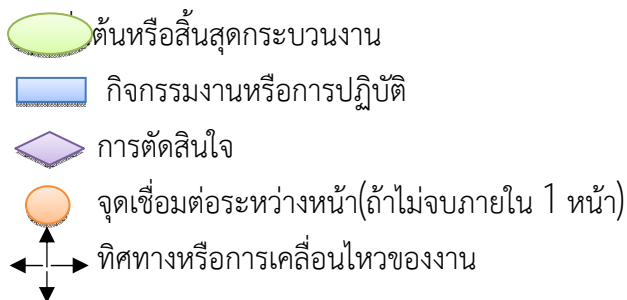 ต้นหรือสิ้นสุดกระบวนงาน
กิจกรรมงานหรือการปฏิบัติ
การตัดสินใจ
จุดเชื่อมต่อระหว่างหน้า(ถ้าไม่จบภายใน 1 หน้า)
ทิศทางหรือการเคลื่อนไหวของงาน